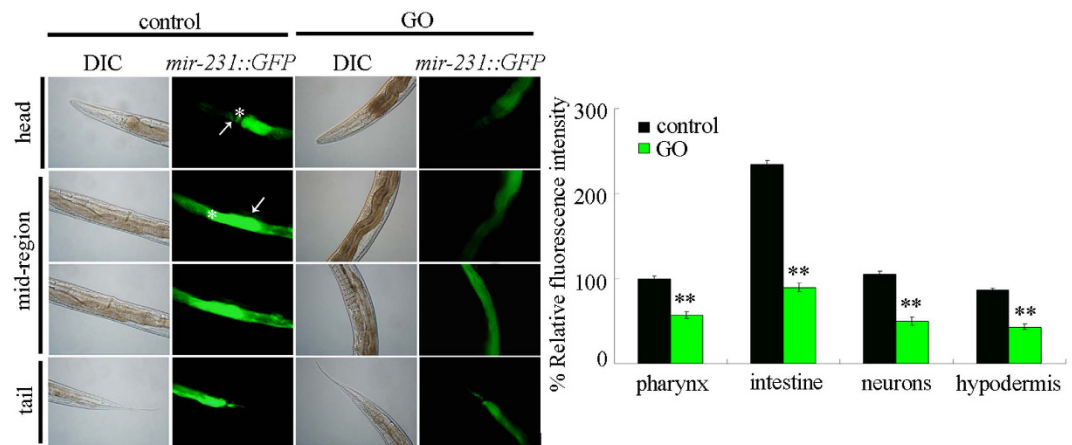 control GO
DIC mir-231::GFP DIC mir-231::GFP
head
*
mid-region
*
tail
% Relative fluorescence intensity
300
200
100
0
control
GO
**
**
**
**
pharynx intestine neurons hypodermis